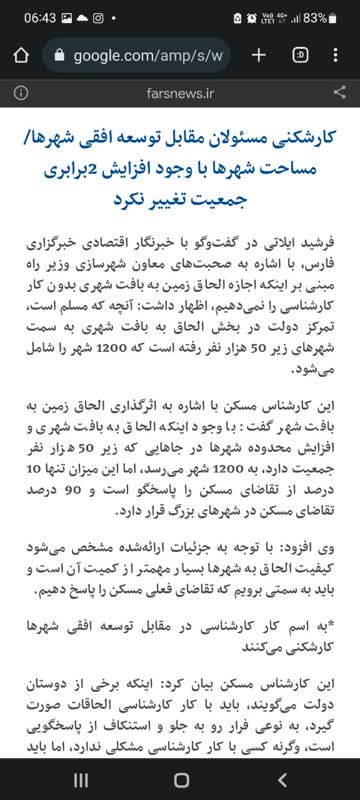 06:43
Vo) 4G+
LTE1
83%
google.com/amp/s/w
:D
farsnews.ir
کارشکنی مسئولان مقابل توسعه افقی شهرها/
مساحت شهرها با وجود افزایش 2برابری
جمعیت تغییر نکرد
فرشید ایلاتی در گفت‌وگو با خبرنگار اقتصادی خبرگزاری
فارس، با اشاره به صحبت‌های معاون شهرسازی وزیر راه
مبنی بر اینکه اجازه الحاق زمین به بافت شهری بدون کار
کارشناسی را نمی‌دهیم، اظهار داشت: آنچه که مسلم است،
تمرکز دولت در بخش الحاق به بافت شهری به سمت
شهرهای زیر 50 هزار نفر رفته است که 1200 شهر را شامل
می‌شود.
این کارشناس مسکن با اشاره به اثرگذاری الحاق زمین به
بافت شهر گفت: با وجود اینکه الحاق به بافت شهری و
افزایش محدوده شهرها در جاهایی که زیر 50 هزار نفر
جمعیت دارد، به 1200 شهر می‌رسد، اما این میزان تنها 10
درصد از تقاضای مسکن را پاسخگو است و 90 درصد
تقاضای مسکن در شهرهای بزرگ قرار دارد.
وی افزود: با توجه به جزئیات ارائه‌شده مشخص می‌شود
کیفیت الحاق به شهرها بسیار مهمتر از کمیت آن است و
باید به سمتی برویم که تقاضای فعلی مسکن را پاسخ دهیم.
*به اسم کار کارشناسی در مقابل توسعه افقی شهرها
کارشکنی می‌کنند
این کارشناس مسکن بیان کرد: اینکه برخی از دوستان
دولت می‌گویند، باید با کار کارشناسی الحاقات صورت
گیرد، به نوعی فرار رو به جلو و استنکاف از پاسخگویی
است، وگرنه کسی با کار کارشناسی مشکلی ندارد، اما باید